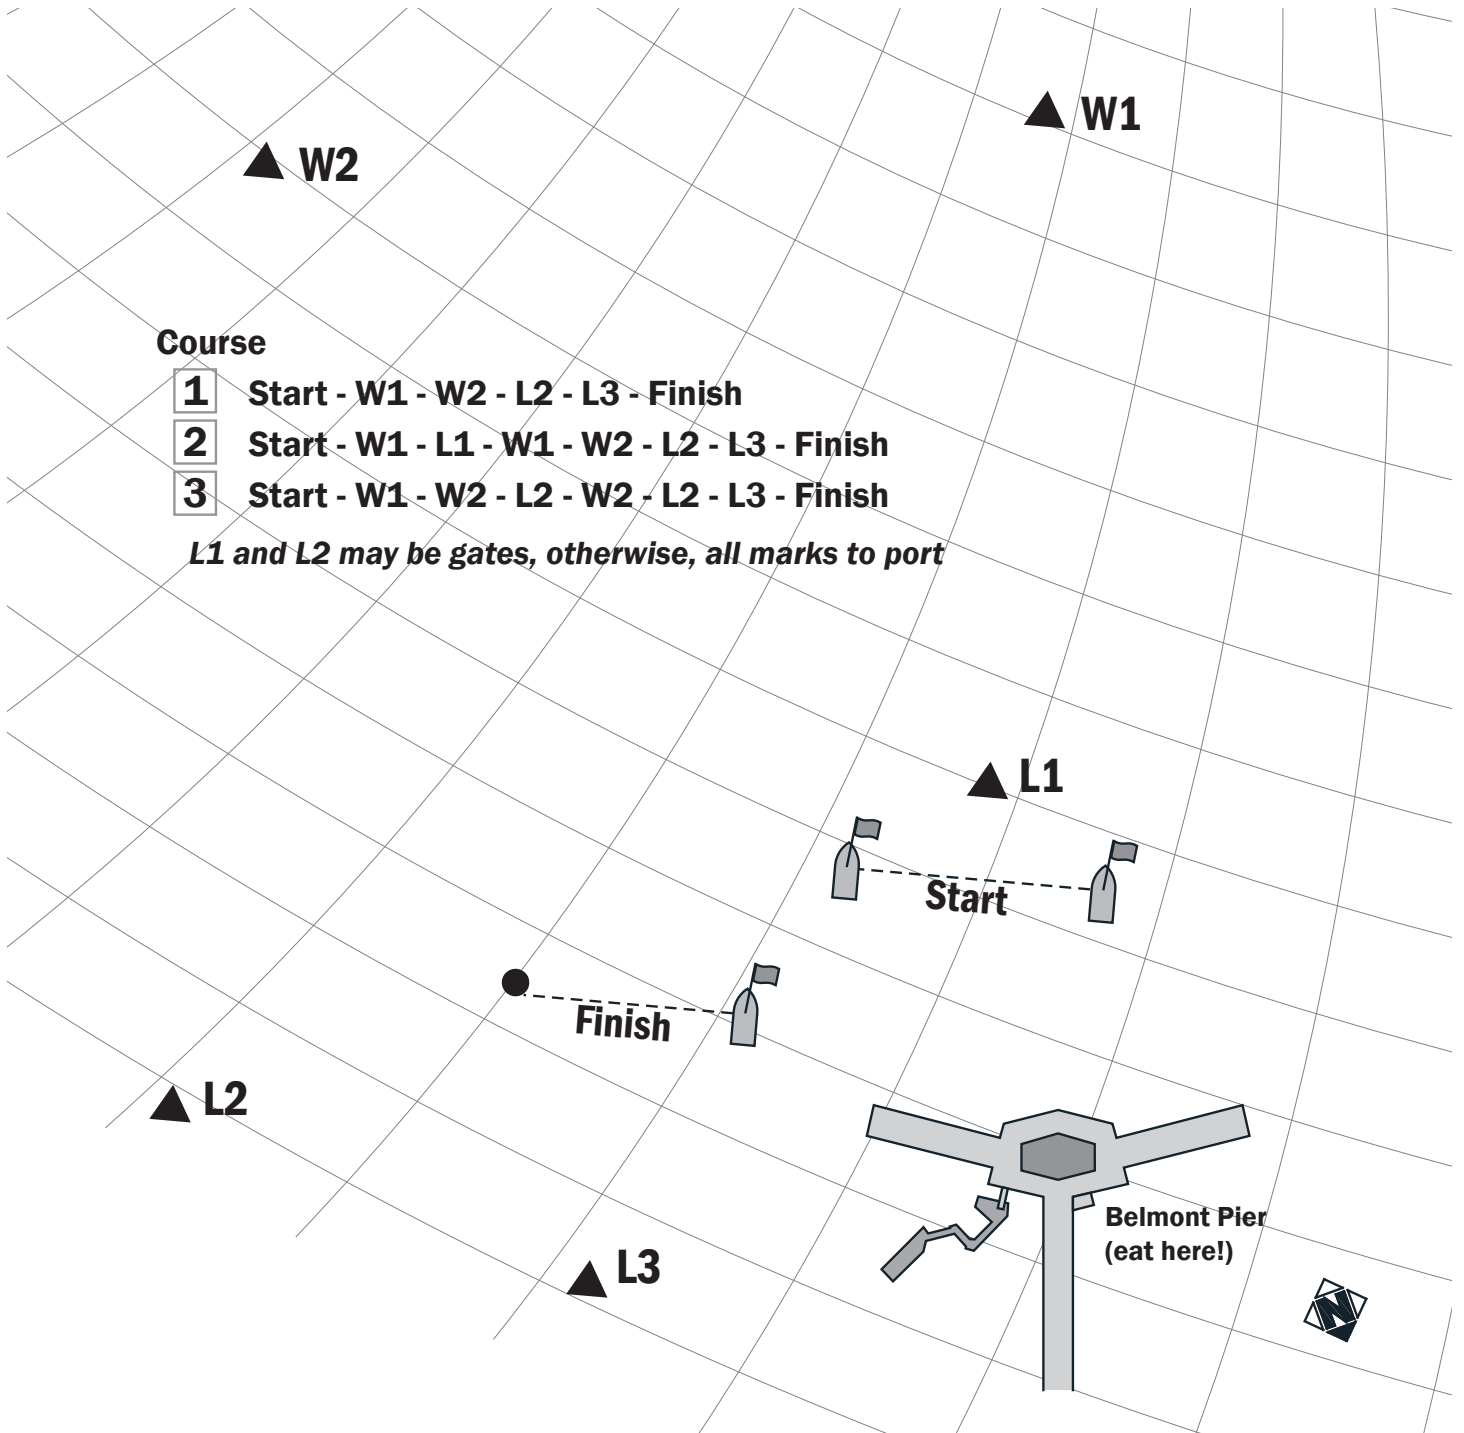 W1
W2
Course
1 Start - W1 - W2 - L2 - L3 - Finish
2 Start - W1 - L1 - W1 - W2 - L2 - L3 - Finish
3 Start - W1 - W2 - L2 - W2 - L2 - L3 - Finish
L1 and L2 may be gates, otherwise, all marks to port
L1
Start
Finish
L2
Belmont Pier
(eat here!)
L3
N